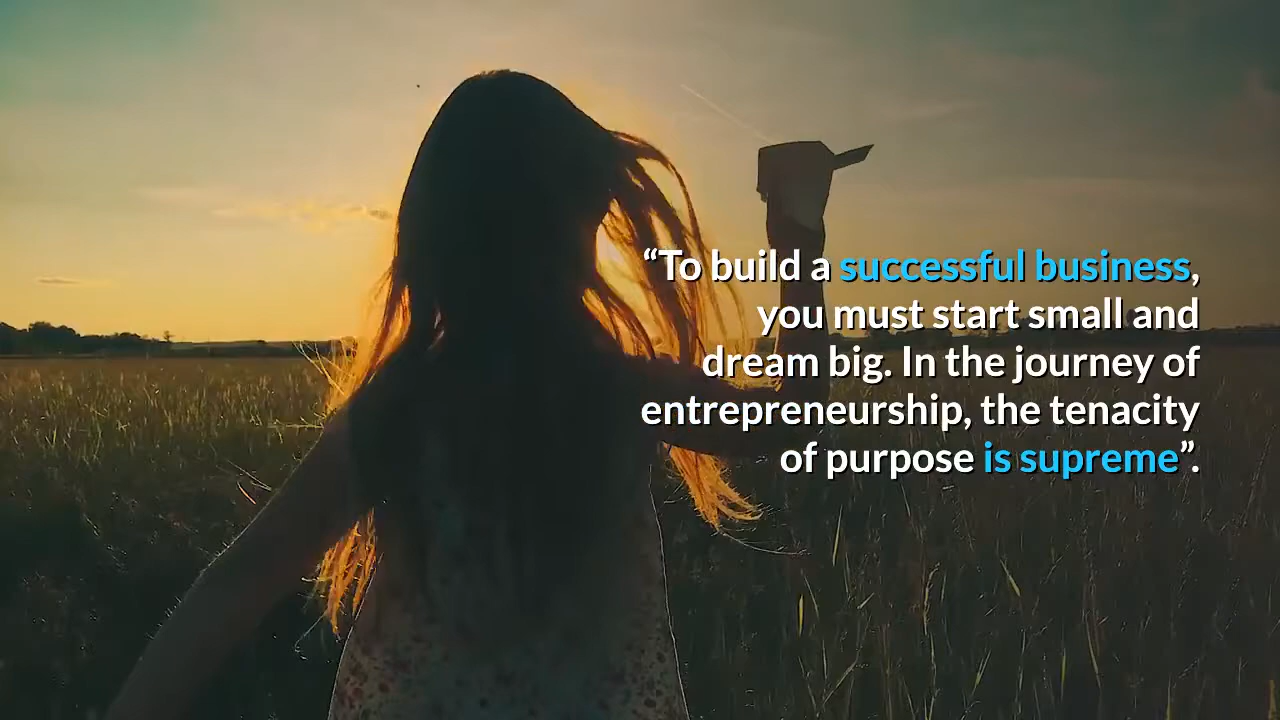 “To build a successful business,
you must start small and
dream big. In the journey of
entrepreneurship, the tenacity
of purpose is supreme”.